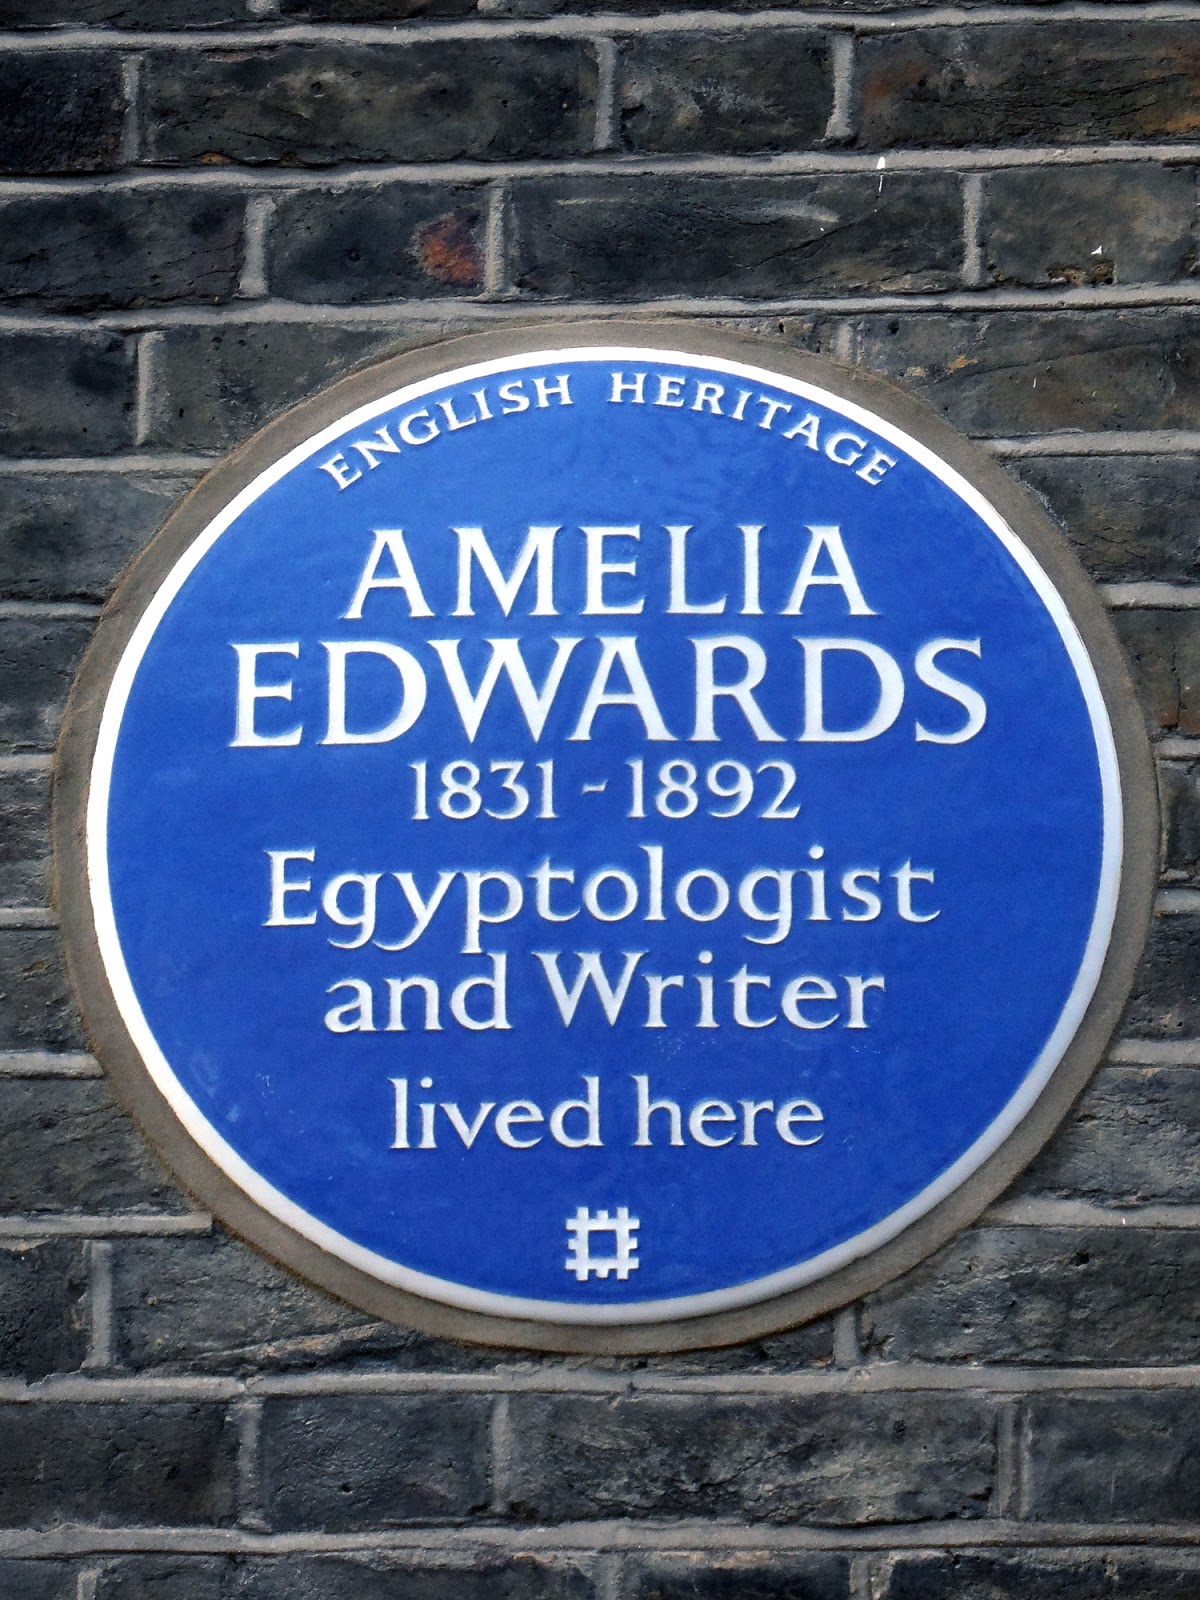 ENGLISH HERITAGE
AMELIA
EDWARDS
1831-1892
Egyptologist
and Writer
lived here